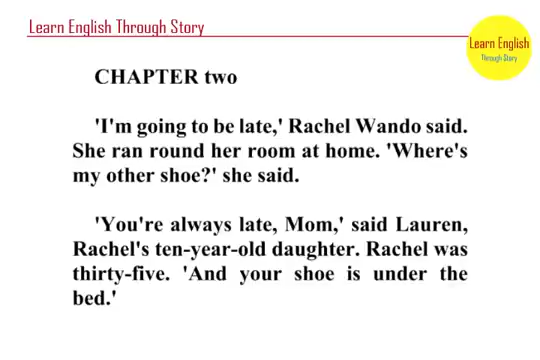 Learn English Through Story
Learn English
Through Story
CHAPTER two
'I'm going to be late,' Rachel Wando said.
She ran round her room at home. 'Where's
my other shoe?' she said.
'You're always late, Mom,' said Lauren,
Rachel's ten-year-old daughter. Rachel was
thirty-five. 'And your shoe is under the
bed.'